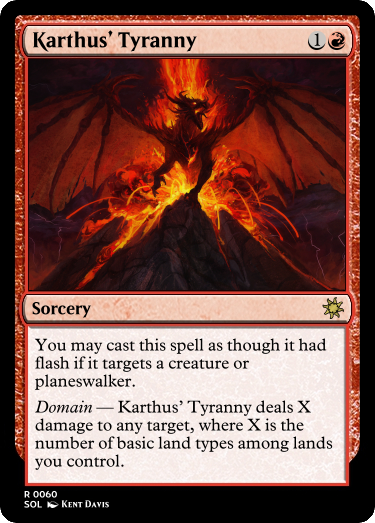 Karthus' Tyranny 1
Sorcery
You may cast this spell as though it had
flash if it targets a creature or
planeswalker.
Domain — Karthus' Tyranny deals X
damage to any target, where X is the
number of basic land types among lands
you control.
R 0060
SOL Kent Davis